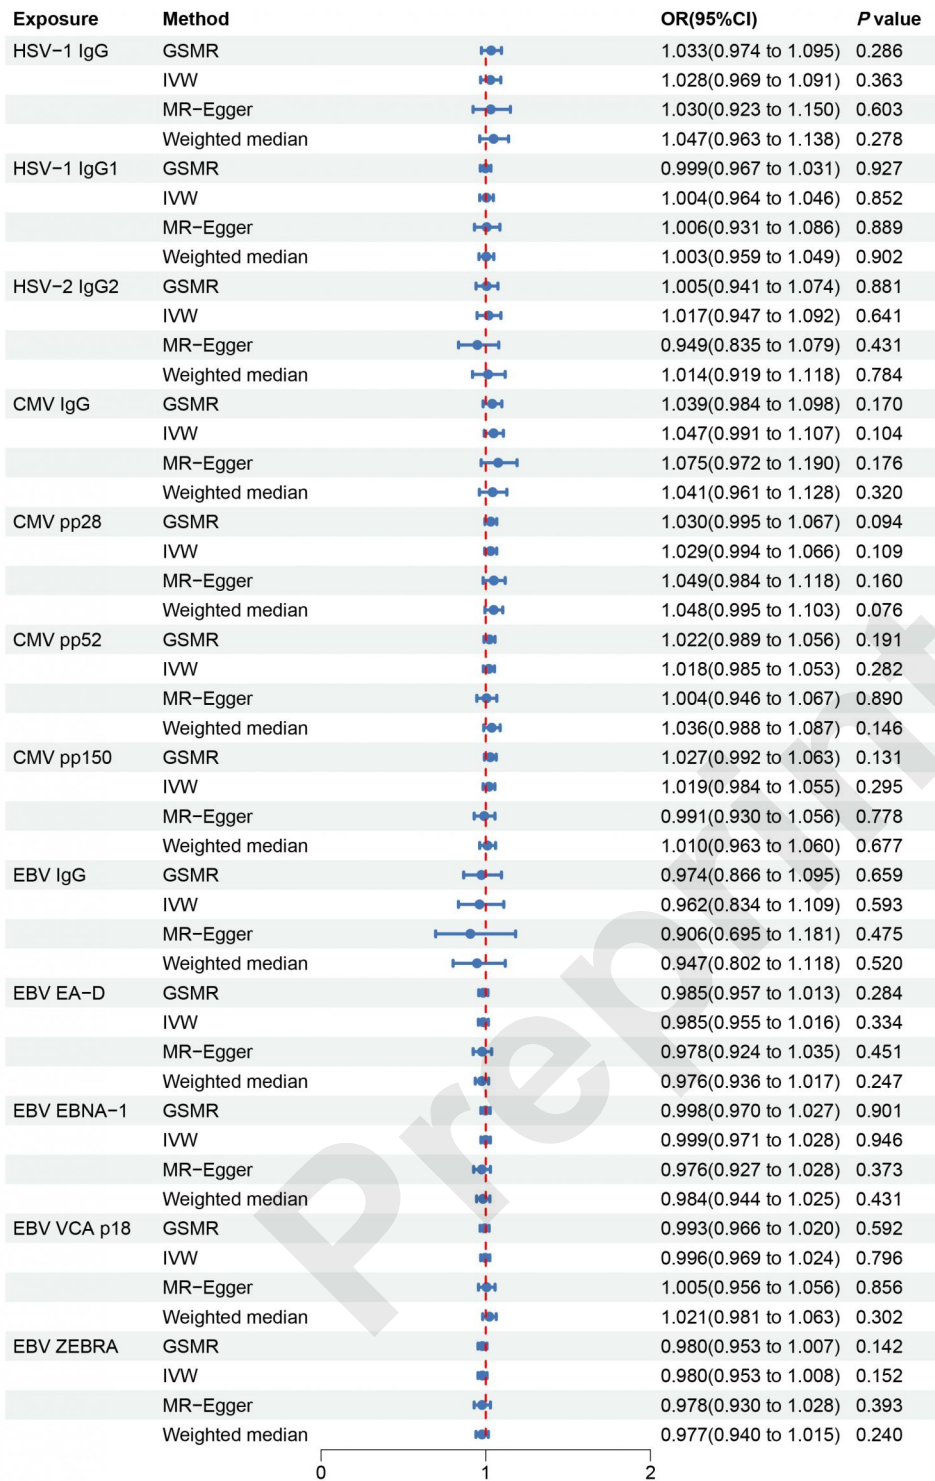 Exposure Method OR(95%CI) P value
HSV−1 IgG GSMR 1.033(0.974 to 1.095) 0.286
IVW 1.028(0.969 to 1.091) 0.363
MR−Egger 1.030(0.923 to 1.150) 0.603
Weighted median 1.047(0.963 to 1.138) 0.278
HSV−1 IgG1 GSMR 0.999(0.967 to 1.031) 0.927
IVW 1.004(0.964 to 1.046) 0.852
MR−Egger 1.006(0.931 to 1.086) 0.889
Weighted median 1.003(0.959 to 1.049) 0.902
HSV−2 IgG2 GSMR 1.005(0.941 to 1.074) 0.881
IVW 1.017(0.947 to 1.092) 0.641
MR−Egger 0.949(0.835 to 1.079) 0.431
Weighted median 1.014(0.919 to 1.118) 0.784
CMV IgG GSMR 1.039(0.984 to 1.098) 0.170
IVW 1.047(0.991 to 1.107) 0.104
MR−Egger 1.075(0.972 to 1.190) 0.176
Weighted median 1.041(0.961 to 1.128) 0.320
CMV pp28 GSMR 1.030(0.995 to 1.067) 0.094
IVW 1.029(0.994 to 1.066) 0.109
MR−Egger 1.049(0.984 to 1.118) 0.160
Weighted median 1.048(0.995 to 1.103) 0.076
CMV pp52 GSMR 1.022(0.989 to 1.056) 0.191
IVW 1.018(0.985 to 1.053) 0.282
MR−Egger 1.004(0.946 to 1.067) 0.890
Weighted median 1.036(0.988 to 1.087) 0.146
CMV pp150 GSMR 1.027(0.992 to 1.063) 0.131
IVW 1.019(0.984 to 1.055) 0.295
MR−Egger 0.991(0.930 to 1.056) 0.778
Weighted median 1.010(0.963 to 1.060) 0.677
EBV IgG GSMR 0.974(0.866 to 1.095) 0.659
IVW 0.962(0.834 to 1.109) 0.593
MR−Egger 0.906(0.695 to 1.181) 0.475
Weighted median 0.947(0.802 to 1.118) 0.520
EBV EA−D GSMR 0.985(0.957 to 1.013) 0.284
IVW 0.985(0.955 to 1.016) 0.334
MR−Egger 0.978(0.924 to 1.035) 0.451
Weighted median 0.976(0.936 to 1.017) 0.247
EBV EBNA−1 GSMR 0.998(0.970 to 1.027) 0.901
IVW 0.999(0.971 to 1.028) 0.946
MR−Egger 0.976(0.927 to 1.028) 0.373
Weighted median 0.984(0.944 to 1.025) 0.431
EBV VCA p18 GSMR 0.993(0.966 to 1.020) 0.592
IVW 0.996(0.969 to 1.024) 0.796
MR−Egger 1.005(0.956 to 1.056) 0.856
Weighted median 1.021(0.981 to 1.063) 0.302
EBV ZEBRA GSMR 0.980(0.953 to 1.007) 0.142
IVW 0.980(0.953 to 1.008) 0.152
MR−Egger 0.978(0.930 to 1.028) 0.393
Weighted median 0.977(0.940 to 1.015) 0.240
0 1 2
Preprint